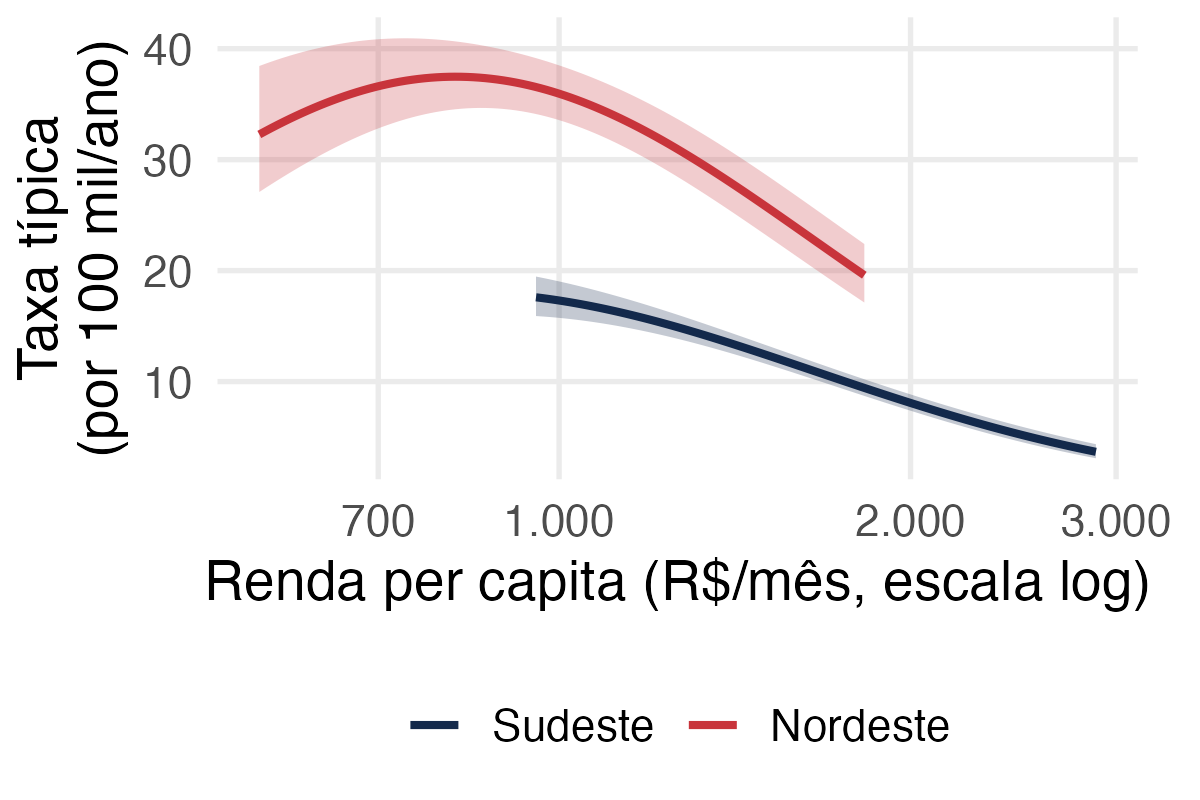 Taxa típica
(por 100 mil/ano)
40
30
20
10
700
1.000
2.000
3.000
Renda per capita (R$/mês, escala log)
Sudeste
Nordeste